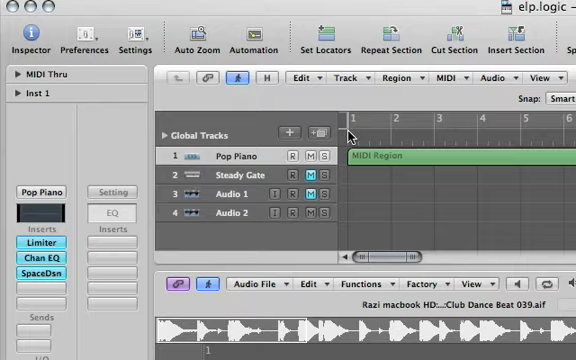 elp.logic
Inspector Preferences Settings Auto Zoom Automation Set Locators Repeat Section Cut Section Insert Section
MIDI Thru
H Edit Track Region MIDI Audio View
Inst 1
Snap: Smart
1 2 3 4 5 6
Global Tracks
1 Pop Piano R M S MIDI Region
2 Steady Gate R M S
3 Audio 1 I R M S
4 Audio 2 I R M S
Pop Piano Setting
EQ
Inserts Inserts
Limiter
Chan EQ
SpaceDsn
Audio File Edit Functions Factory View
Razi macbook HD:...:Club Dance Beat 039.aif
Sends
1
I/O